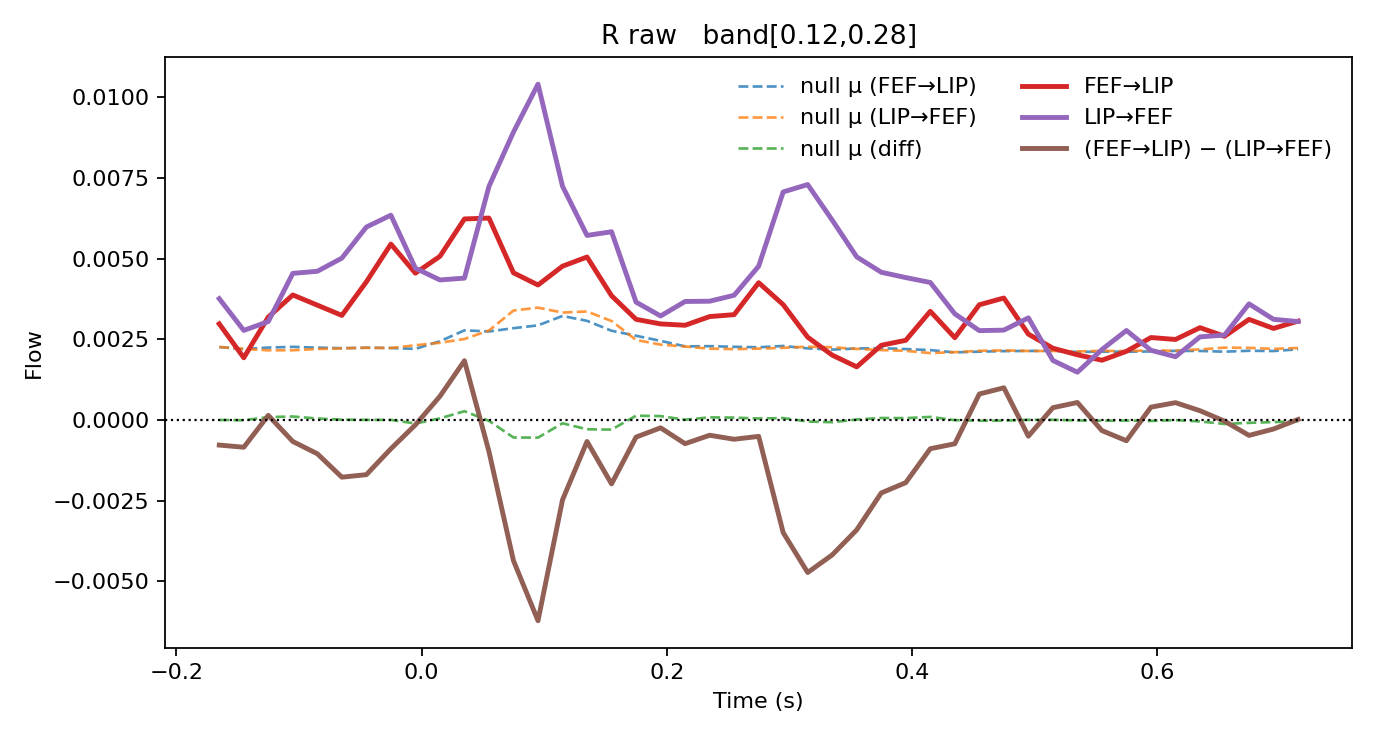 R raw   band[0.12,0.28]
null μ (FEF→LIP)
null μ (LIP→FEF)
null μ (diff)
FEF→LIP
LIP→FEF
(FEF→LIP) − (LIP→FEF)
0.0100
0.0075
0.0050
0.0025
0.0000
−0.0025
−0.0050
Flow
−0.2
0.0
0.2
0.4
0.6
Time (s)